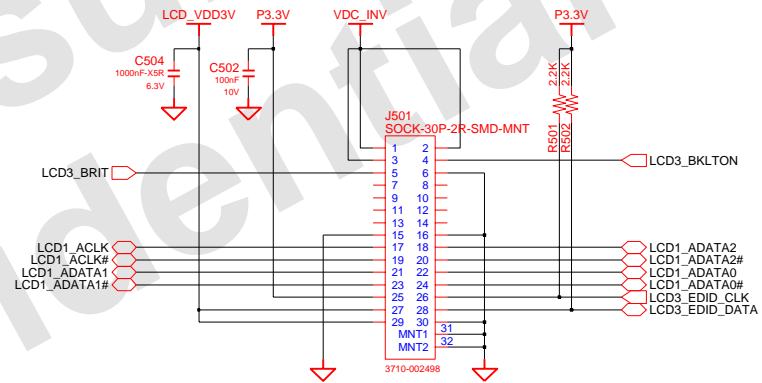 LCD_VDD3V P3.3V VDC_INV P3.3V
C504
1000nF-X5R
6.3V
C502
100nF
10V
2.2K
2.2K
R501
R502
J501
SOCK-30P-2R-SMD-MNT
1 2
3 4
5 6
7 8
9 10
11 12
13 14
15 16
17 18
19 20
21 22
23 24
25 26
27 28
29 30
MNT1 31
MNT2 32
3710-002498
LCD3_BRIT
LCD3_BKLTON
LCD1_ACLK
LCD1_ACLK#
LCD1_ADATA1
LCD1_ADATA1#
LCD1_ADATA2
LCD1_ADATA2#
LCD1_ADATA0
LCD1_ADATA0#
LCD3_EDID_CLK
LCD3_EDID_DATA
idential